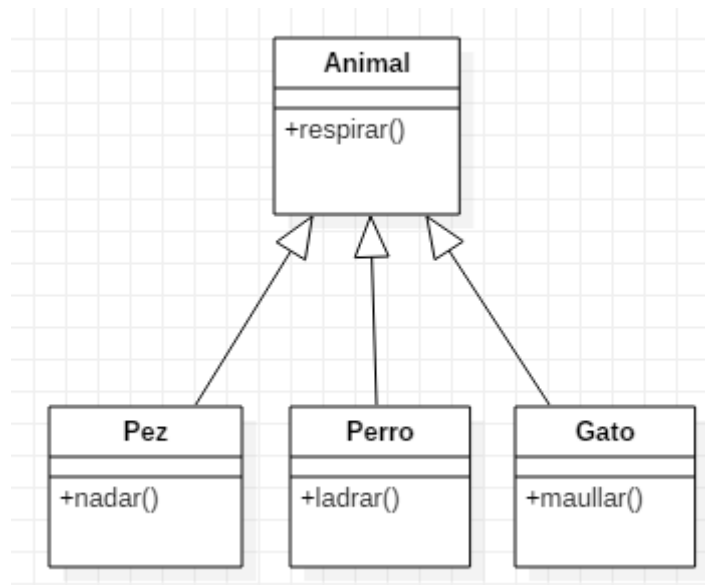 Animal
+respirar()
Pez
+nadar()
Perro
+ladrar()
Gato
+maullar()